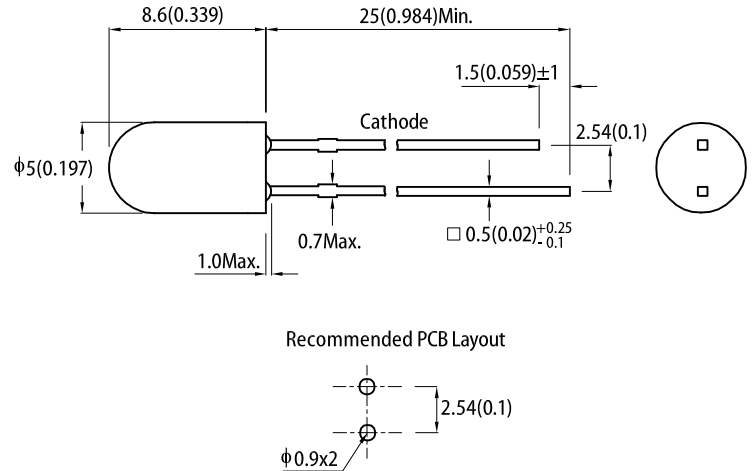 8.6(0.339)
25(0.984)Min.
1.5(0.059)±1
Cathode
2.54(0.1)
ϕ5(0.197)
0.7Max.
□ 0.5(0.02)+0.25
-0.1
1.0Max.
Recommended PCB Layout
2.54(0.1)
ϕ0.9x2